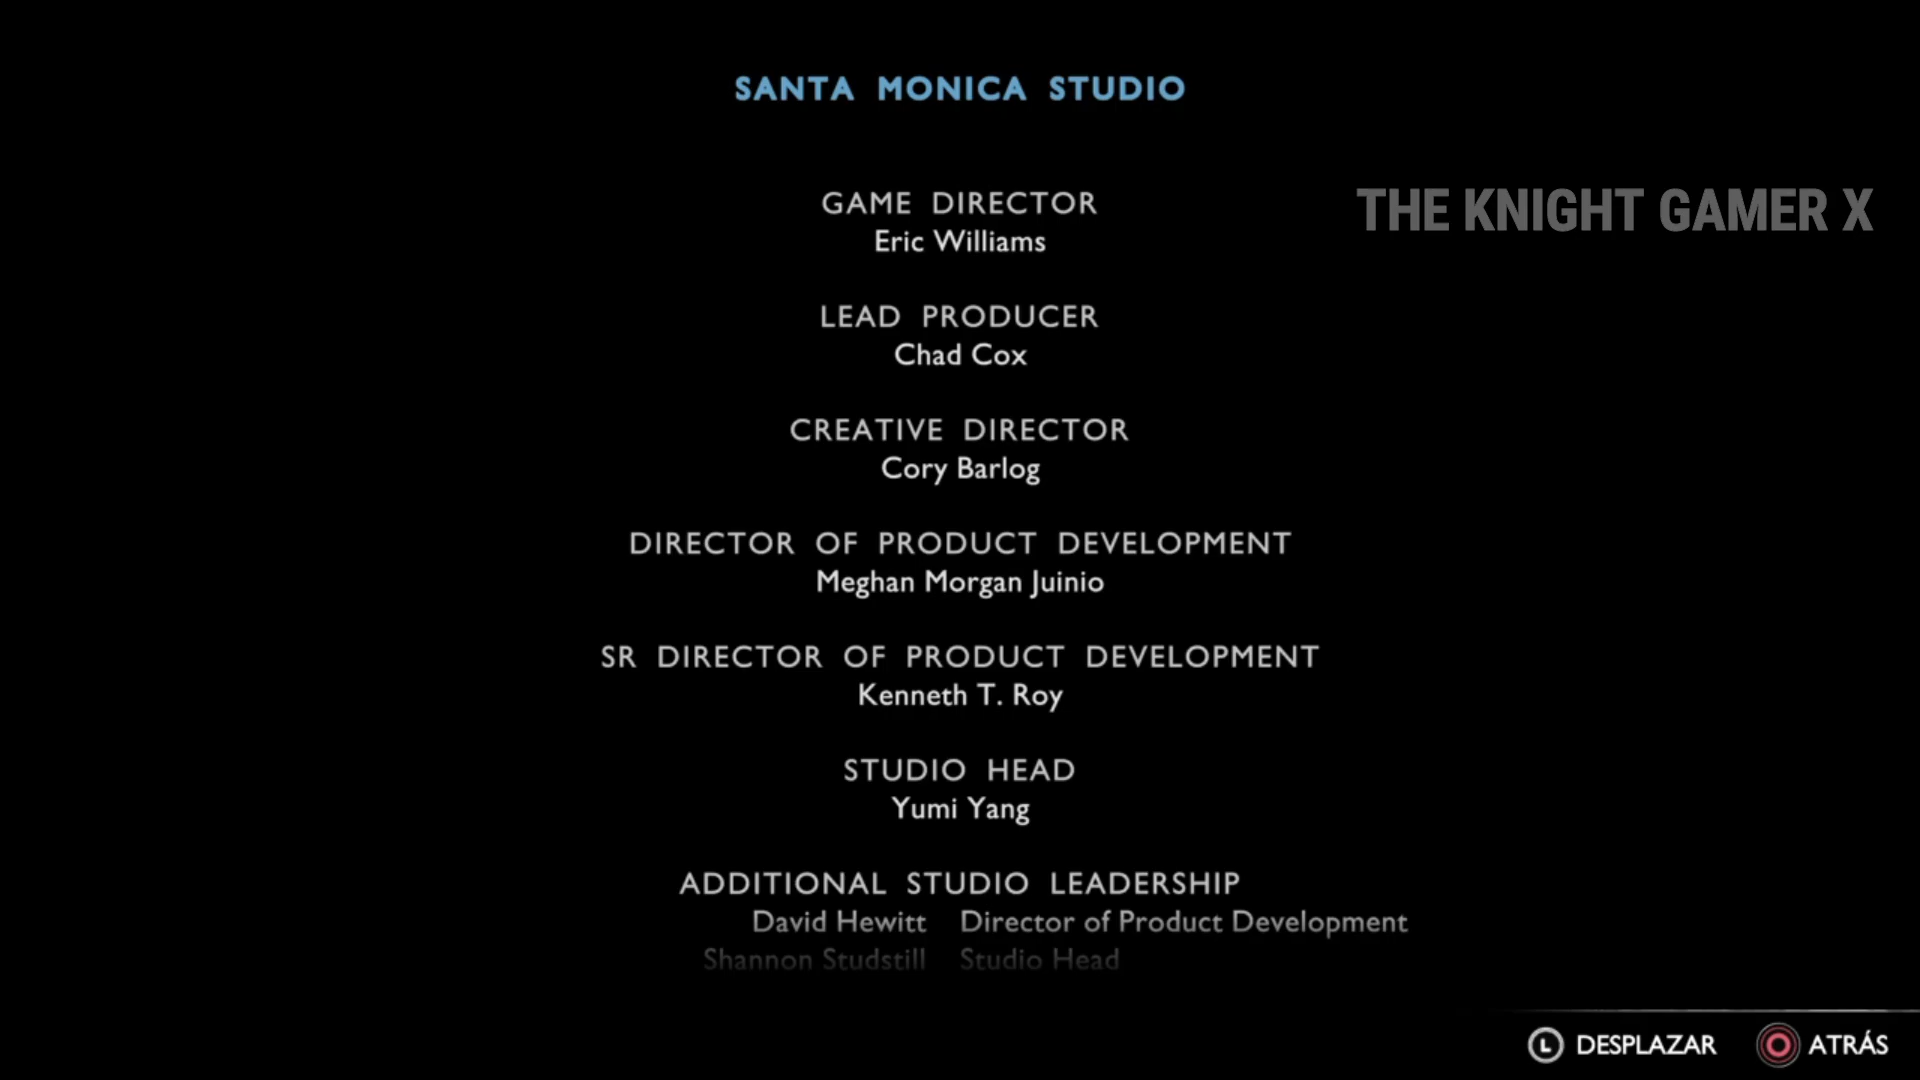 SANTA MONICA STUDIO
GAME DIRECTOR
Eric Williams
THE KNIGHT GAMER X
LEAD PRODUCER
Chad Cox
CREATIVE DIRECTOR
Cory Barlog
DIRECTOR OF PRODUCT DEVELOPMENT
Meghan Morgan Juinio
SR DIRECTOR OF PRODUCT DEVELOPMENT
Kenneth T. Roy
STUDIO HEAD
Yumi Yang
ADDITIONAL STUDIO LEADERSHIP
David Hewitt Director of Product Development
Shannon Studstill Studio Head
L DESPLAZAR ATRÁS